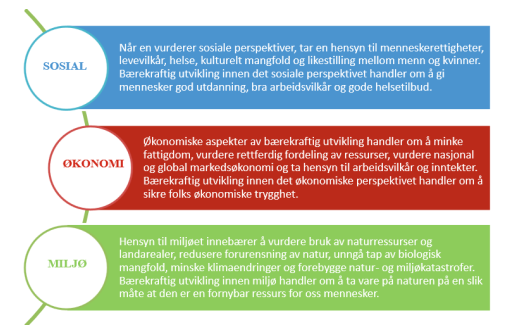 SOSIAL
Når en vurderer sosiale perspektiver, tar en hensyn til menneskerettigheter,
levevilkår, helse, kulturelt mangfold og likestilling mellom menn og kvinner.
Bærekraftig utvikling innen det sosiale perspektivet handler om å gi
mennesker god utdanning, bra arbeidsvilkår og gode helsetilbud.
ØKONOMI
Økonomiske aspekter av bærekraftig utvikling handler om å minke
fattigdom, vurdere rettferdig fordeling av ressurser, vurdere nasjonal
og global markedsøkonomi og ta hensyn til arbeidsvilkår og inntekter.
Bærekraftig utvikling innen det økonomiske perspektivet handler om å
sikre folks økonomiske trygghet.
MILJØ
Hensyn til miljøet innebærer å vurdere bruk av naturressurser og
landarealer, redusere forurensning av natur, unngå tap av biologisk
mangfold, minske klimaendringer og forebygge natur- og miljøkatastrofer.
Bærekraftig utvikling innen miljø handler om å ta vare på naturen på en slik
måte at den er en fornybar ressurs for oss mennesker.